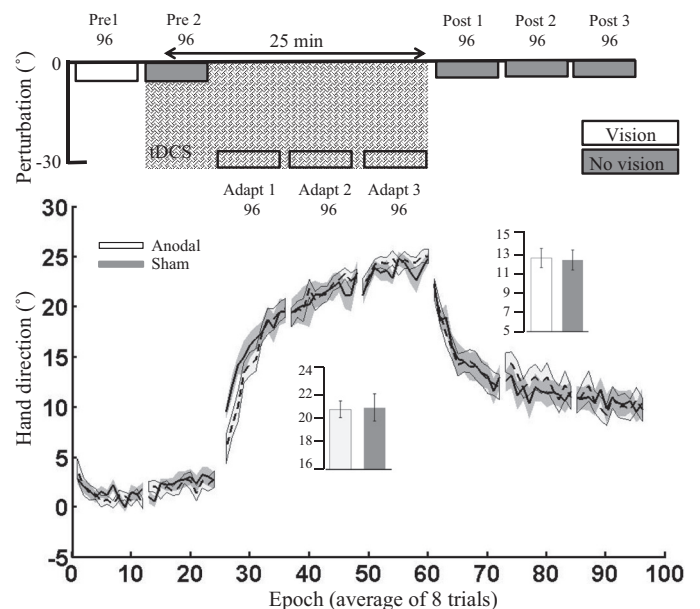 Pre1 Pre 2 Post 1 Post 2 Post 3
96 96 25 min 96 96 96
Perturbation (°)
0
-30
tDCS
Vision
No vision
Adapt 1 Adapt 2 Adapt 3
96 96 96
Hand direction (°)
30
25
20
15
10
5
0
-5
Anodal
Sham
15
13
11
9
7
5
24
22
20
18
16
0 10 20 30 40 50 60 70 80 90 100
Epoch (average of 8 trials)